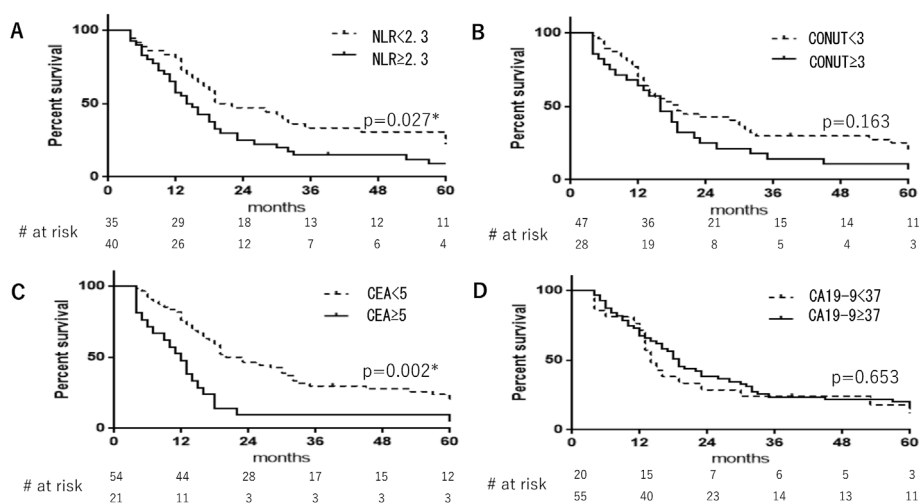 A
NLR<2.3
NLR≥2.3
100
50
0
Percent survival
p=0.027*
0 12 24 36 48 60
months
# at risk
35 29 18 13 12 11
40 26 12 7 6 4
B
CONUT<3
CONUT≥3
100
50
0
Percent survival
p=0.163
0 12 24 36 48 60
months
# at risk
47 36 21 15 14 11
28 19 8 5 4 3
C
CEA<5
CEA≥5
100
50
0
Percent survival
p=0.002*
0 12 24 36 48 60
months
# at risk
54 44 28 17 15 12
21 11 3 3 3 3
D
CA19-9<37
CA19-9≥37
100
50
0
Percent survival
p=0.653
0 12 24 36 48 60
months
# at risk
20 15 7 6 5 3
55 40 23 14 13 11